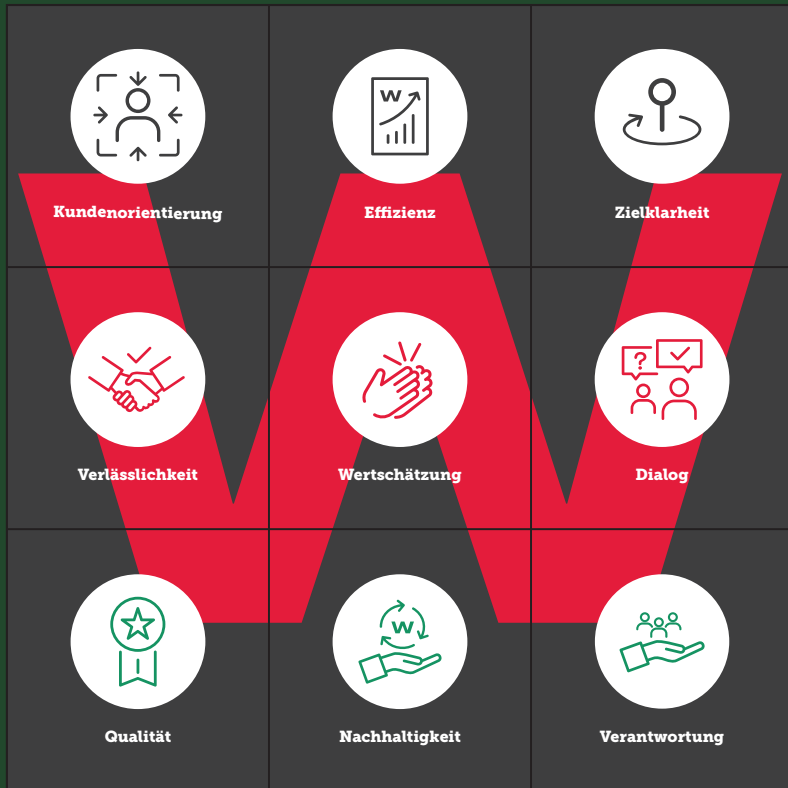 W
Kundenorientierung
Effizienz
Zielklarheit
?
Verlässlichkeit
Wertschätzung
Dialog
W
Qualität
Nachhaltigkeit
Verantwortung